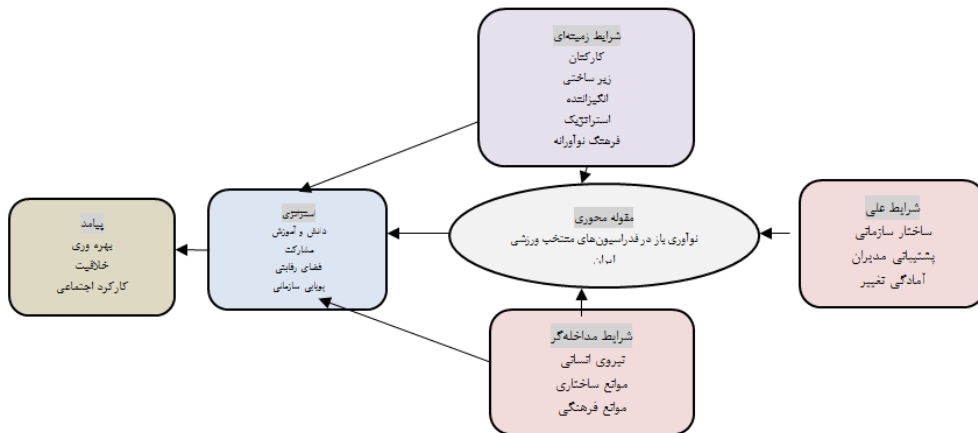 شرایط زمینه‌ای
کارکنان
زیر ساختی
انگیزاننده
استراتژیک
فرهنگ نوآورانه
شرایط علی
ساختار سازمانی
پشتیبانی مدیران
آمادگی تغییر
مقوله محوری
نوآوری باز در فدراسیون‌های منتخب ورزشی
ایران
استراتژی
دانش و آموزش
مشارکت
فضای رقابتی
پویایی سازمانی
پیامد
بهره وری
خلاقیت
کارکرد اجتماعی
شرایط مداخله‌گر
نیروی انسانی
موانع ساختاری
موانع فرهنگی